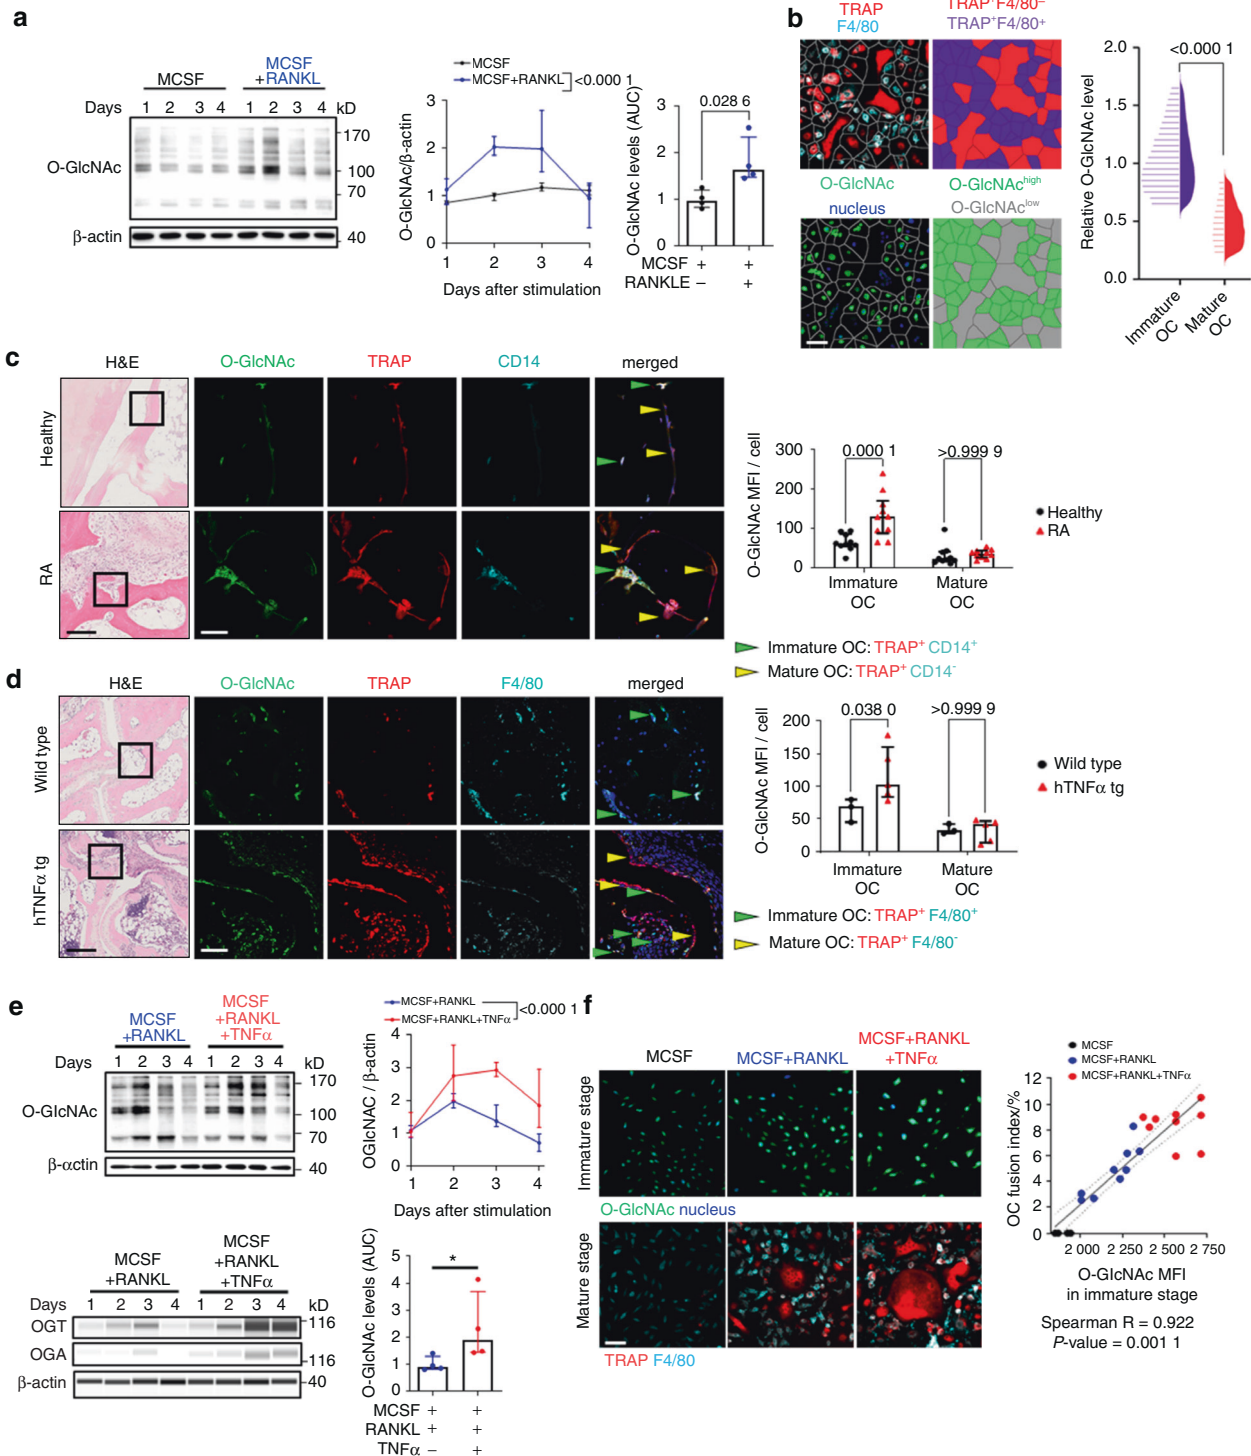 a
MCSF
MCSF
+RANKL
Days 1 2 3 4 1 2 3 4 kD
170
O-GlcNAc
100
70
β-actin
40
MCSF
MCSF+RANKL
<0.000 1
O-GlcNAc/β-actin
3
2
1
0
1 2 3 4
Days after stimulation
O-GlcNAc levels (AUC)
0.028 6
3
2
1
0
MCSF + +
RANKLE – +
b
TRAP
F4/80
TRAP⁺F4/80⁻
TRAP⁺F4/80⁺
O-GlcNAc
nucleus
O-GlcNAc^high
O-GlcNAc^low
Relative O-GlcNAc level
<0.000 1
2.0
1.5
1.0
0.5
0.0
Immature
OC
Mature
OC
c
H&E O-GlcNAc TRAP CD14 merged
Healthy
RA
O-GlcNAc MFI / cell
0.000 1
>0.999 9
300
200
100
0
Immature
OC
Mature
OC
Healthy
RA
Immature OC: TRAP⁺ CD14⁺
Mature OC: TRAP⁺ CD14⁻
d
H&E O-GlcNAc TRAP F4/80 merged
Wild type
hTNFα tg
O-GlcNAc MFI / cell
0.038 0
>0.999 9
200
150
100
50
0
Immature
OC
Mature
OC
Wild type
hTNFα tg
Immature OC: TRAP⁺ F4/80⁺
Mature OC: TRAP⁺ F4/80⁻
e
MCSF
+RANKL
MCSF
+RANKL
+TNFα
Days 1 2 3 4 1 2 3 4 kD
170
O-GlcNAc
100
70
β-αctin
40
MCSF+RANKL
MCSF+RANKL+TNFα
<0.000 1
OGlcNAC / β-actin
4
3
2
1
0
1 2 3 4
Days after stimulation
MCSF
+RANKL
MCSF
+RANKL
+TNFα
Days 1 2 3 4 1 2 3 4 kD
OGT
116
OGA
116
β-actin
40
O-GlcNAc levels (AUC)
*
5
4
3
2
1
0
MCSF + +
RANKL + +
TNFα – +
f
MCSF MCSF+RANKL
MCSF+RANKL
+TNFα
Immature stage
O-GlcNAc nucleus
Mature stage
TRAP F4/80
MCSF
MCSF+RANKL
MCSF+RANKL+TNFα
OC fusion index/%
12
10
8
6
4
2
0
2 000 2 250 2 500 2 750
O-GlcNAc MFI
in immature stage
Spearman R = 0.922
P-value = 0.001 1